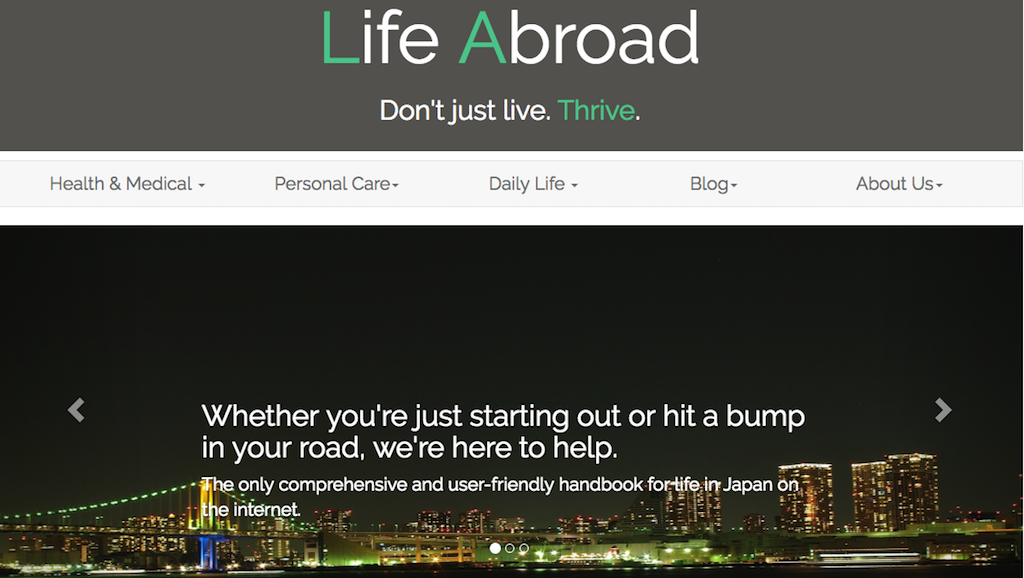 Life Abroad
Don't just live. Thrive.
Health & Medical
Personal Care
Daily Life
Blog
About Us
Whether you're just starting out or hit a bump
in your road, we're here to help.
The only comprehensive and user-friendly handbook for life in Japan on
the internet.